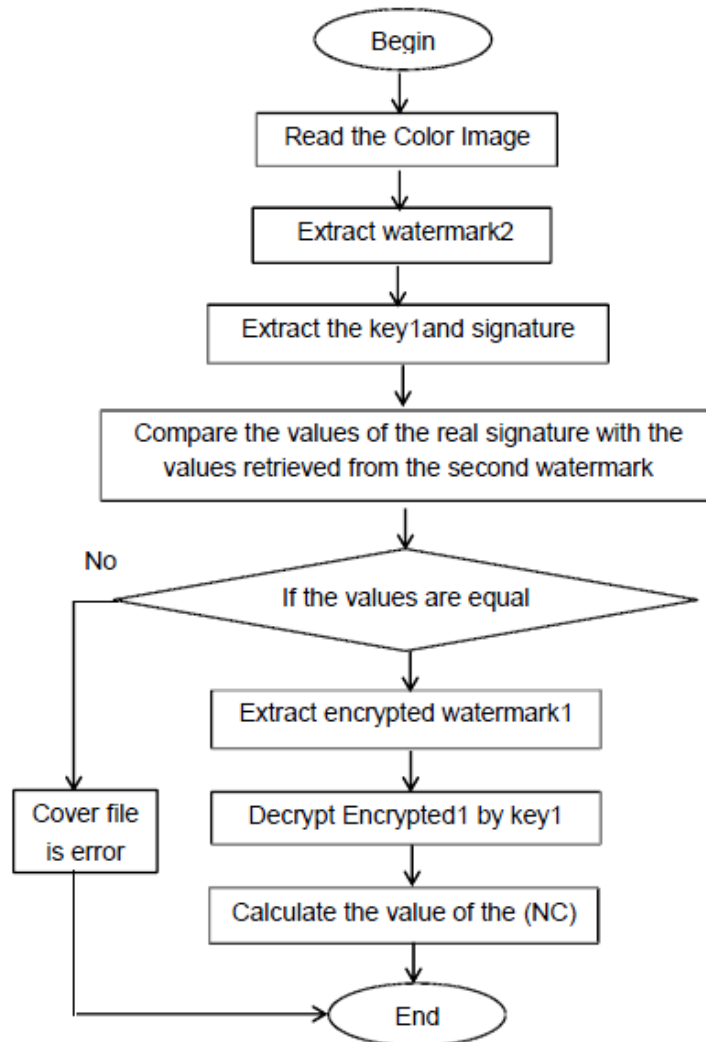 Begin
Read the Color Image
Extract watermark2
Extract the key1and signature
Compare the values of the real signature with the
values retrieved from the second watermark
No
If the values are equal
Extract encrypted watermark1
Cover file
is error
Decrypt Encrypted1 by key1
Calculate the value of the (NC)
End